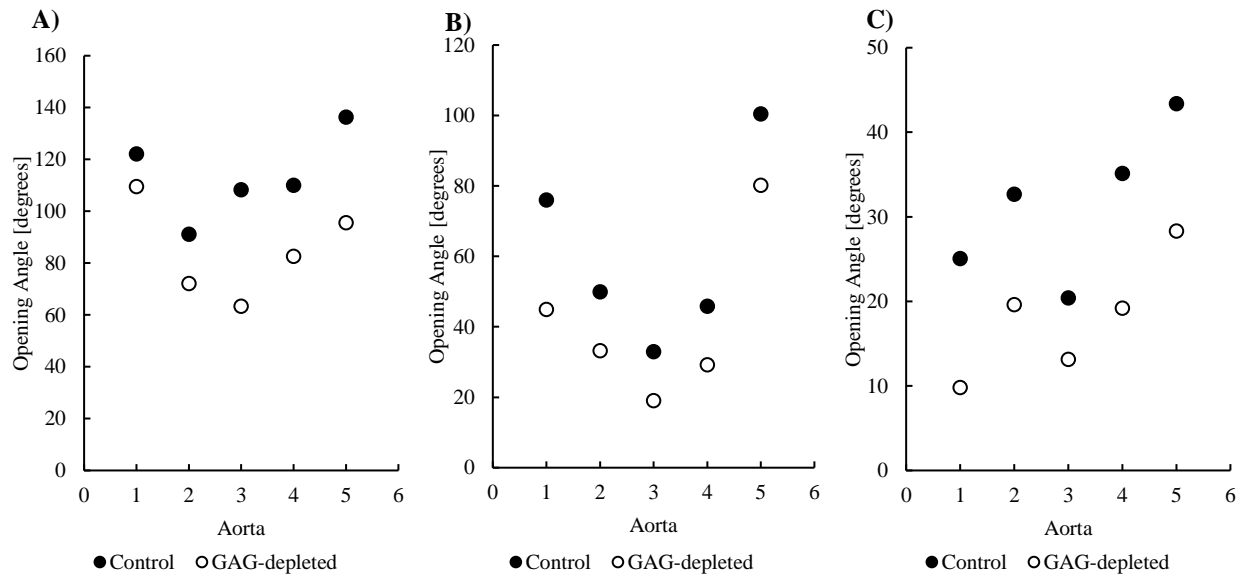 A)
160
140
120
100
80
60
40
20
0
Opening Angle [degrees]
0 1 2 3 4 5 6
Aorta
Control GAG-depleted
B)
120
100
80
60
40
20
0
Opening Angle [degrees]
0 1 2 3 4 5 6
Aorta
Control GAG-depleted
C)
50
40
30
20
10
0
Opening Angle [degrees]
0 1 2 3 4 5 6
Aorta
Control GAG-depleted